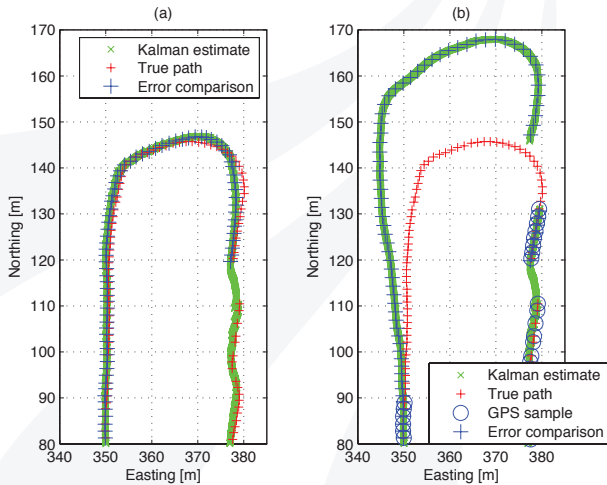 (a)
170
160
150
140
130
120
110
100
90
80
340
350
360
370
380
Easting [m]
Northing [m]
Kalman estimate
True path
Error comparison
(b)
170
160
150
140
130
120
110
100
90
80
340
350
360
370
380
Easting [m]
Northing [m]
Kalman estimate
True path
GPS sample
Error comparison